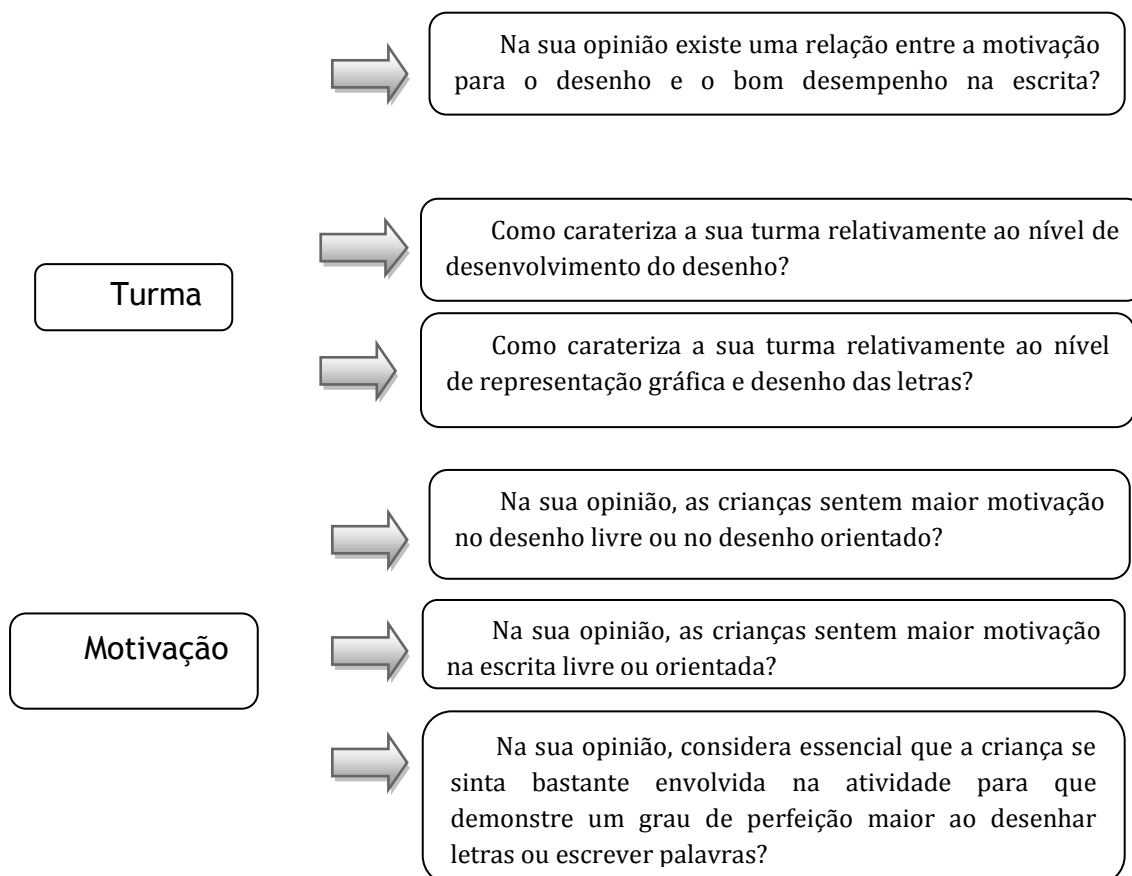 Na sua opinião existe uma relação entre a motivação
para o desenho e o bom desempenho na escrita?
Turma
Como carateriza a sua turma relativamente ao nível de
desenvolvimento do desenho?
Como carateriza a sua turma relativamente ao nível
de representação gráfica e desenho das letras?
Motivação
Na sua opinião, as crianças sentem maior motivação
no desenho livre ou no desenho orientado?
Na sua opinião, as crianças sentem maior motivação
na escrita livre ou orientada?
Na sua opinião, considera essencial que a criança se
sinta bastante envolvida na atividade para que
demonstre um grau de perfeição maior ao desenhar
letras ou escrever palavras?